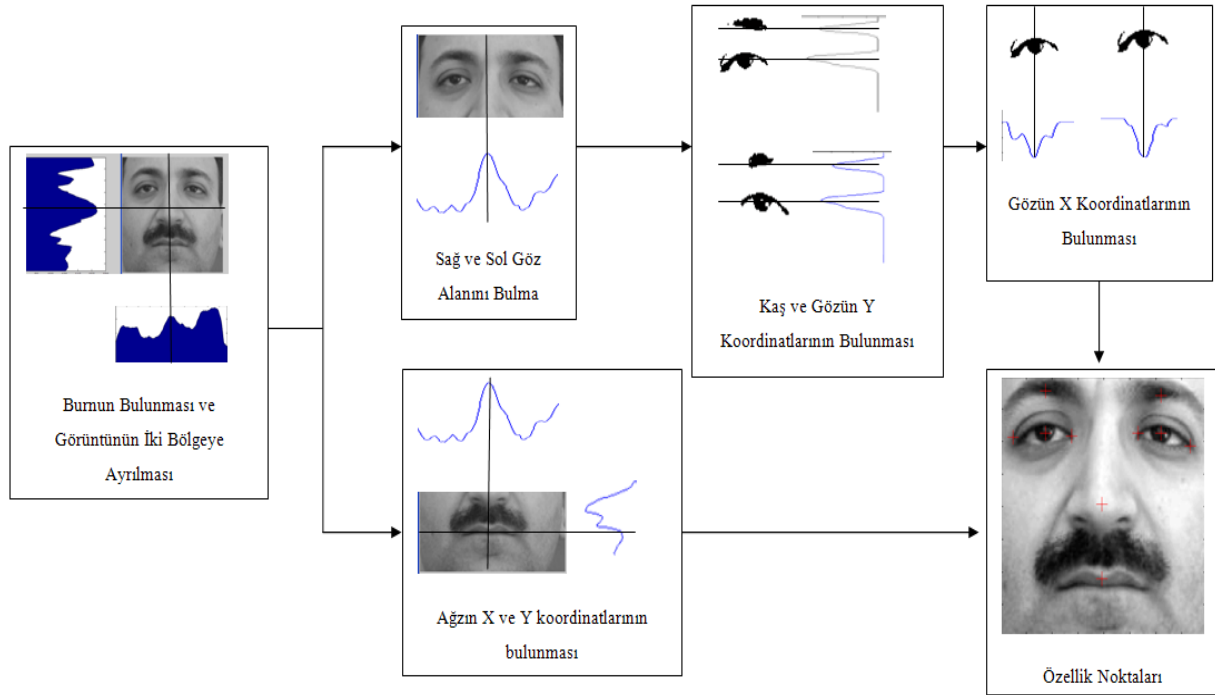 Burnun Bulunması ve
Görüntünün İki Bölgeye
Ayrılması
Sağ ve Sol Göz
Alanını Bulma
Kaş ve Gözün Y
Koordinatlarının Bulunması
Gözün X Koordinatlarının
Bulunması
Ağzın X ve Y koordinatlarının
bulunması
Özellik Noktaları